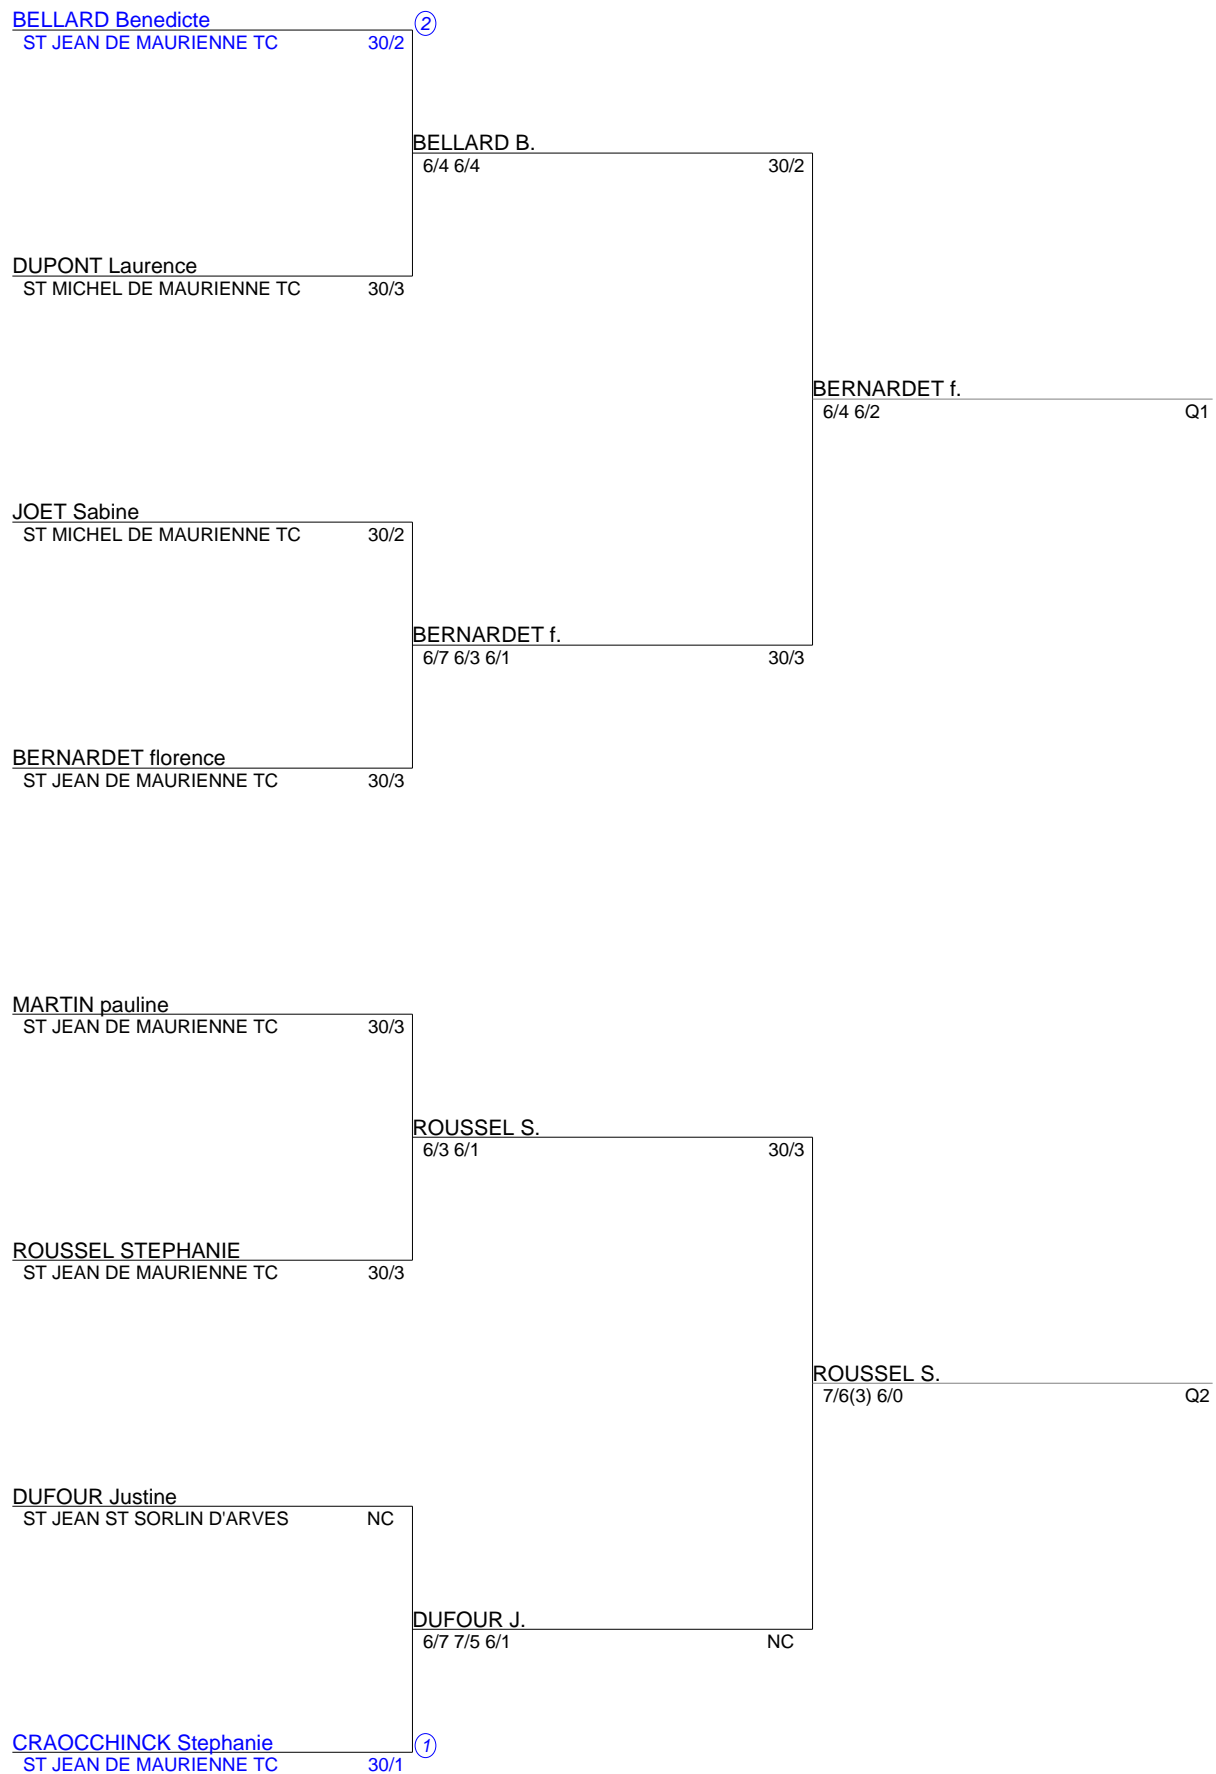 BELLARD Benedicte 2
ST JEAN DE MAURIENNE TC 30/2
BELLARD B.
6/4 6/4 30/2
DUPONT Laurence
ST MICHEL DE MAURIENNE TC 30/3
BERNARDET f.
6/4 6/2 Q1
JOET Sabine
ST MICHEL DE MAURIENNE TC 30/2
BERNARDET f.
6/7 6/3 6/1 30/3
BERNARDET florence
ST JEAN DE MAURIENNE TC 30/3
MARTIN pauline
ST JEAN DE MAURIENNE TC 30/3
ROUSSEL S.
6/3 6/1 30/3
ROUSSEL STEPHANIE
ST JEAN DE MAURIENNE TC 30/3
ROUSSEL S.
7/6(3) 6/0 Q2
DUFOUR Justine
ST JEAN ST SORLIN D'ARVES NC
DUFOUR J.
6/7 7/5 6/1 NC
CRAOCCHINCK Stephanie 1
ST JEAN DE MAURIENNE TC 30/1